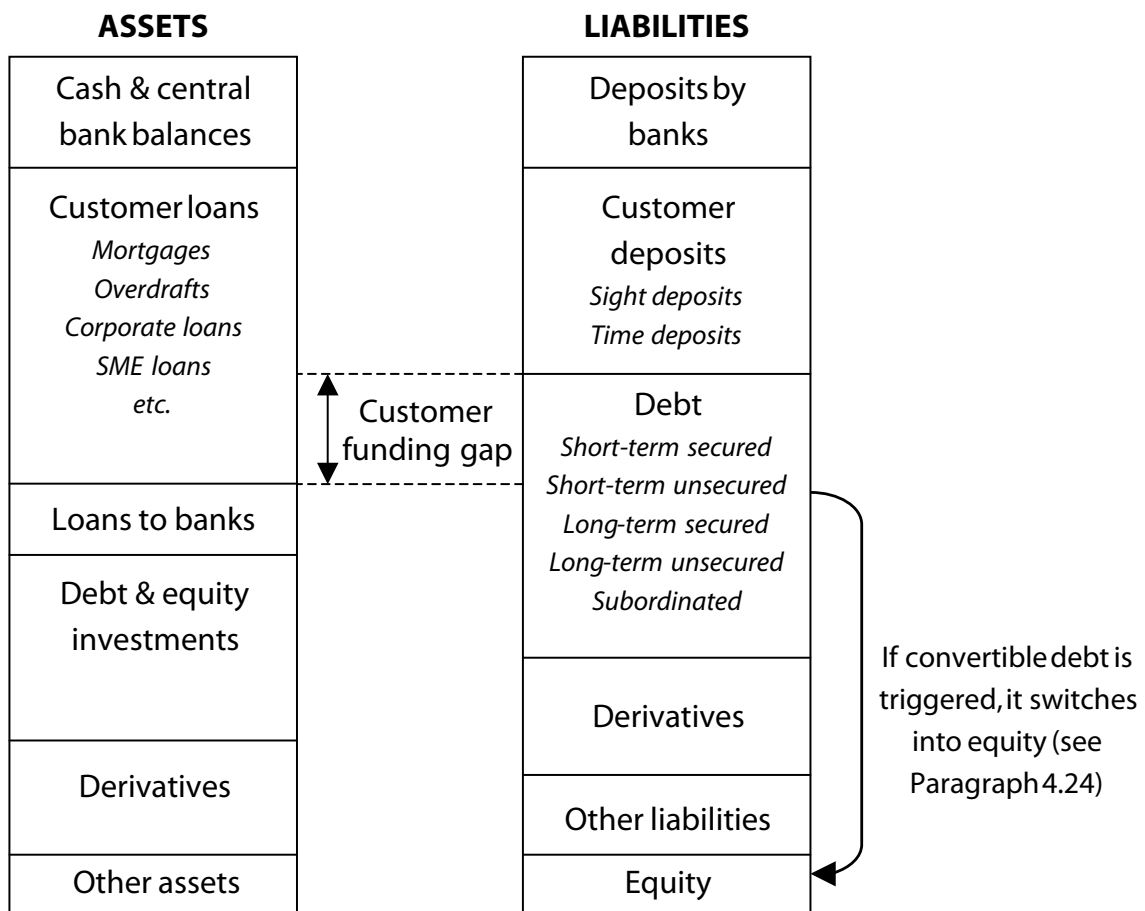 ASSETS
Cash & central
bank balances
Customer loans
Mortgages
Overdrafts
Corporate loans
SME loans
etc.
Loans to banks
Debt & equity
investments
Derivatives
Other assets
Customer
funding gap
LIABILITIES
Deposits by
banks
Customer
deposits
Sight deposits
Time deposits
Debt
Short-term secured
Short-term unsecured
Long-term secured
Long-term unsecured
Subordinated
Derivatives
Other liabilities
Equity
If convertible debt is
triggered, it switches
into equity (see
Paragraph 4.24)